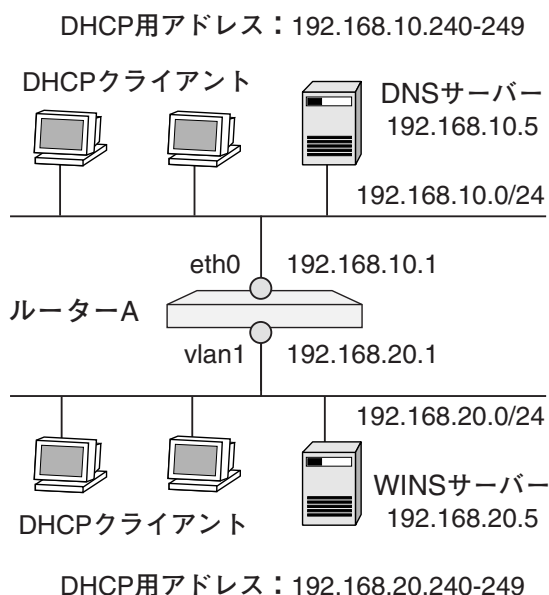 DHCP用アドレス：192.168.10.240-249
DHCPクライアント
DNSサーバー
192.168.10.5
192.168.10.0/24
eth0
192.168.10.1
ルーターA
vlan1
192.168.20.1
192.168.20.0/24
DHCPクライアント
WINSサーバー
192.168.20.5
DHCP用アドレス：192.168.20.240-249